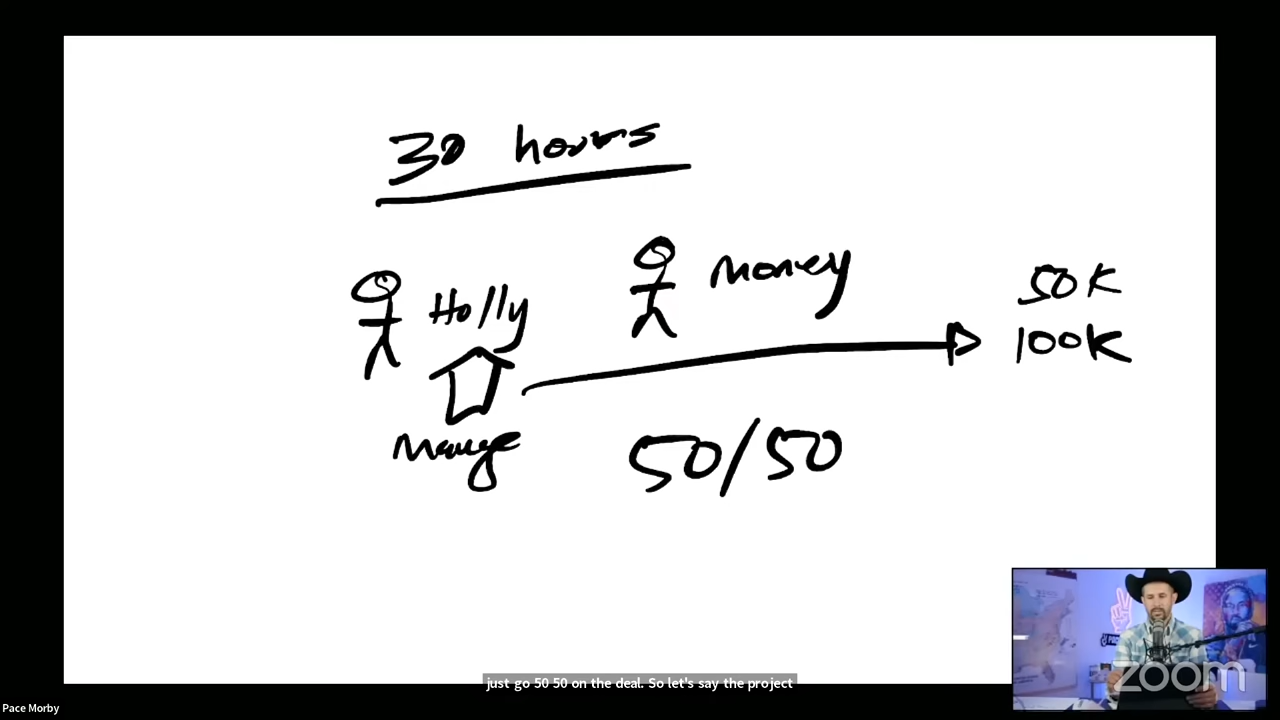 30 hours
Holly
Money
50K
100K
Manage
50/50
just go 50 50 on the deal. So let's say the project
zoom
Pace Morby